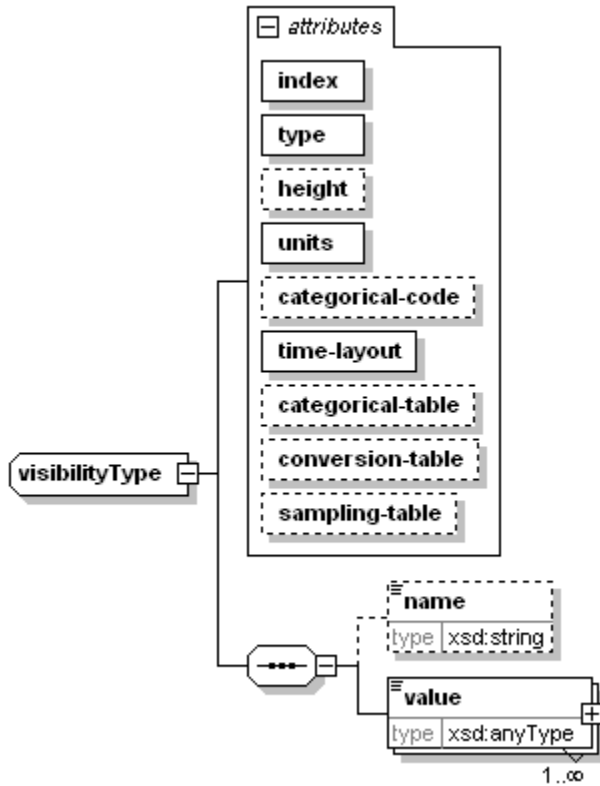 attributes
index
type
height
units
categorical-code
time-layout
categorical-table
conversion-table
sampling-table
visibilityType
name
type xsd:string
value
type xsd:anyType
1..∞